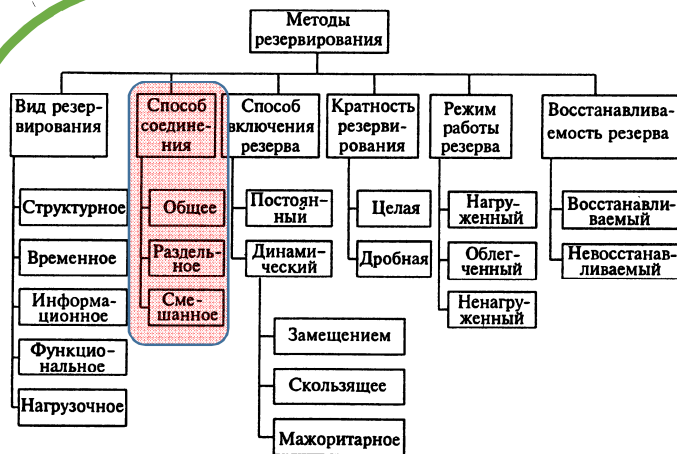 Методы
резервирования
Вид резер-
вирования
Способ
соедине-
ния
Способ
включения
резерва
Кратность
резерви-
рования
Режим
работы
резерва
Восстанавлива-
емость резерва
Структурное
Временное
Информа-
ционное
Функцио-
нальное
Нагрузочное
Общее
Раздель-
ное
Сме-
шанное
Постоян-
ный
Динами-
ческий
Замещением
Скользящее
Мажоритарное
Целая
Дробная
Нагру-
женный
Облег-
ченный
Ненагру-
женный
Восстанавли-
ваемый
Невосстанав-
ливаемый